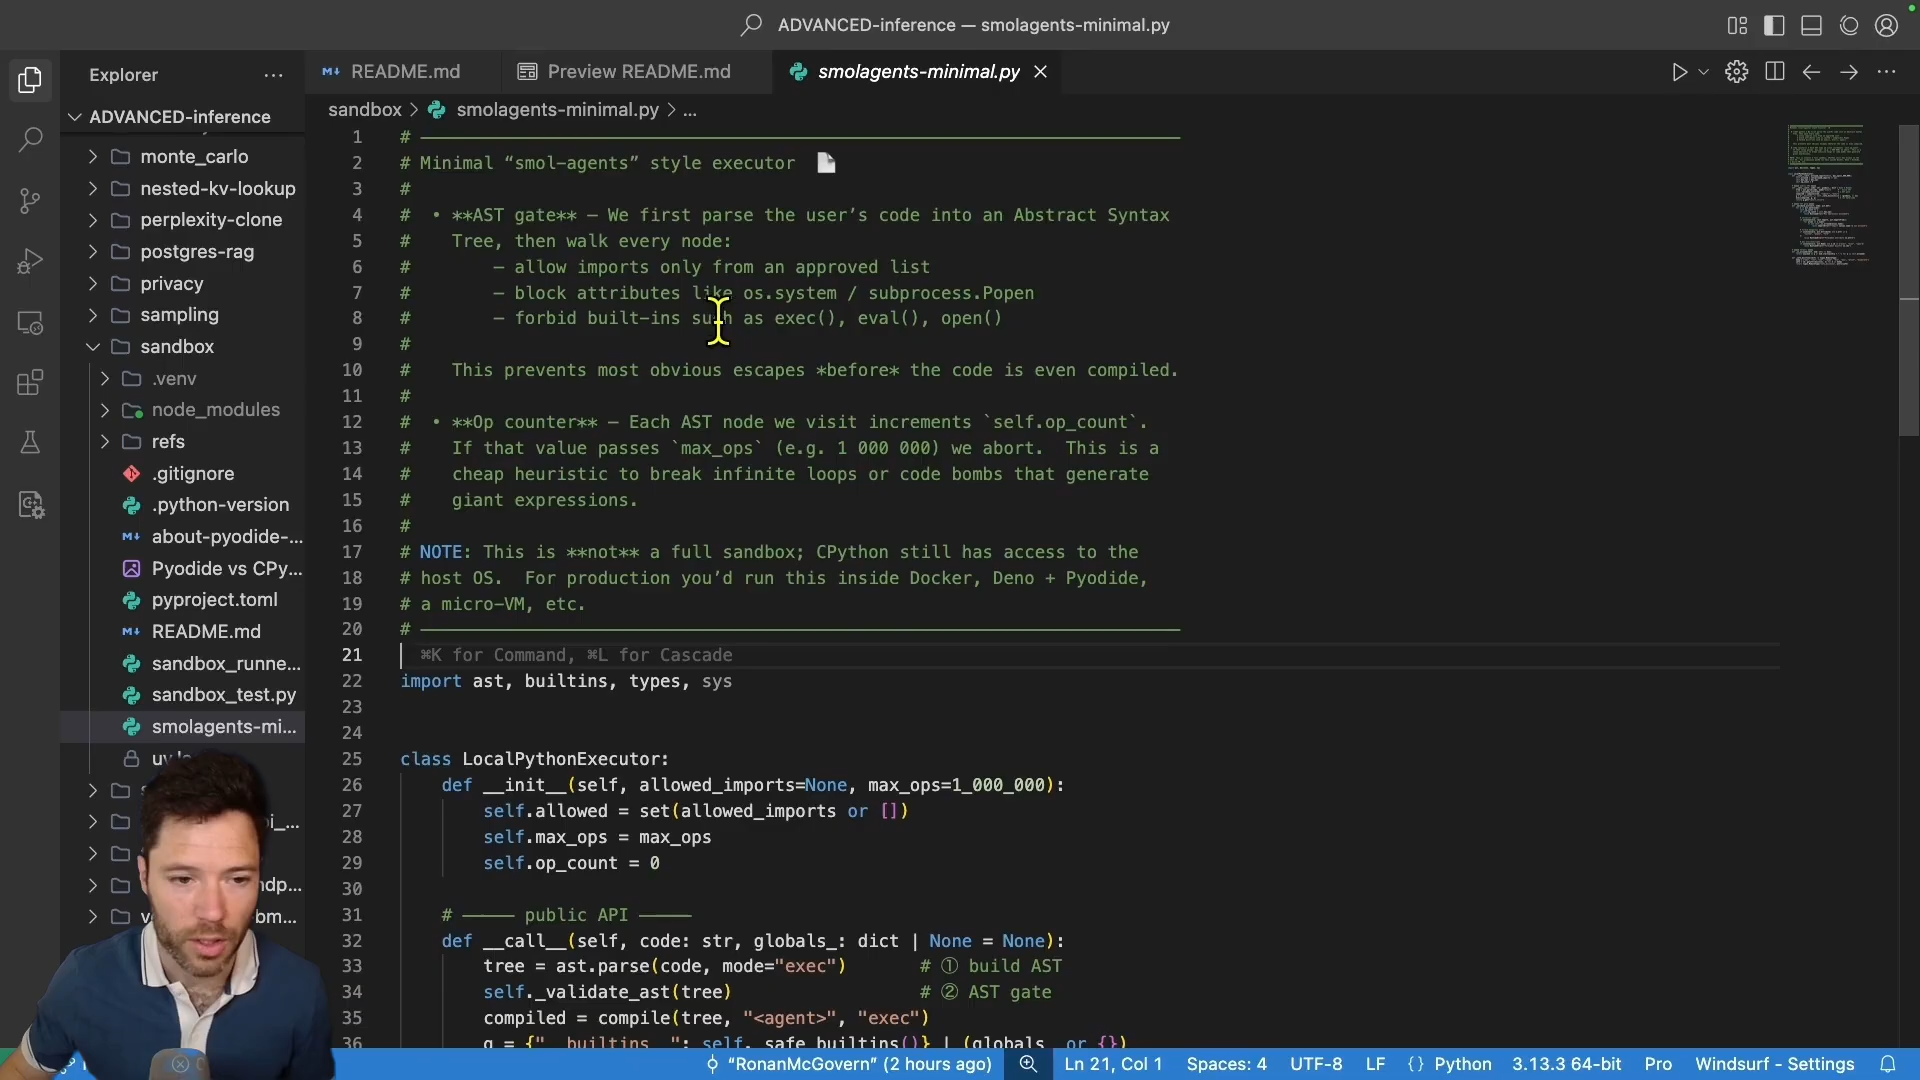 ADVANCED-inference — smolagents-minimal.py
Explorer
README.md
Preview README.md
smolagents-minimal.py
ADVANCED-inference
sandbox > smolagents-minimal.py > ...
monte_carlo
nested-kv-lookup
perplexity-clone
postgres-rag
privacy
sampling
sandbox
.venv
node_modules
refs
.gitignore
.python-version
about-pyodide-...
Pyodide vs CPy...
pyproject.toml
README.md
sandbox_runne...
sandbox_test.py
smolagents-mi...
1 # ————————————————
2 # Minimal “smol-agents” style executor
3 #
4 # • **AST gate** — We first parse the user’s code into an Abstract Syntax
5 # Tree, then walk every node:
6 # – allow imports only from an approved list
7 # – block attributes like os.system / subprocess.Popen
8 # – forbid built-ins such as exec(), eval(), open()
9 #
10 # This prevents most obvious escapes *before* the code is even compiled.
11 #
12 # • **Op counter** — Each AST node we visit increments `self.op_count`.
13 # If that value passes `max_ops` (e.g. 1 000 000) we abort. This is a
14 # cheap heuristic to break infinite loops or code bombs that generate
15 # giant expressions.
16 #
17 # NOTE: This is **not** a full sandbox; CPython still has access to the
18 # host OS. For production you’d run this inside Docker, Deno + Pyodide,
19 # a micro-VM, etc.
20 # ————————————————
21 ⌘K for Command, ⌘L for Cascade
22 import ast, builtins, types, sys
23
24
25 class LocalPythonExecutor:
26 def __init__(self, allowed_imports=None, max_ops=1_000_000):
27 self.allowed = set(allowed_imports or [])
28 self.max_ops = max_ops
29 self.op_count = 0
30
31 # ——— public API ———
32 def __call__(self, code: str, globals_: dict | None = None):
33 tree = ast.parse(code, mode="exec") # ① build AST
34 self._validate_ast(tree) # ② AST gate
35 compiled = compile(tree, "<agent>", "exec")
36 g = {"__builtins__": self._safe_builtins()} | (globals_ or {})
“RonanMcGovern” (2 hours ago)
Ln 21, Col 1
Spaces: 4
UTF-8
LF
{} Python
3.13.3 64-bit
Pro
Windsurf - Settings